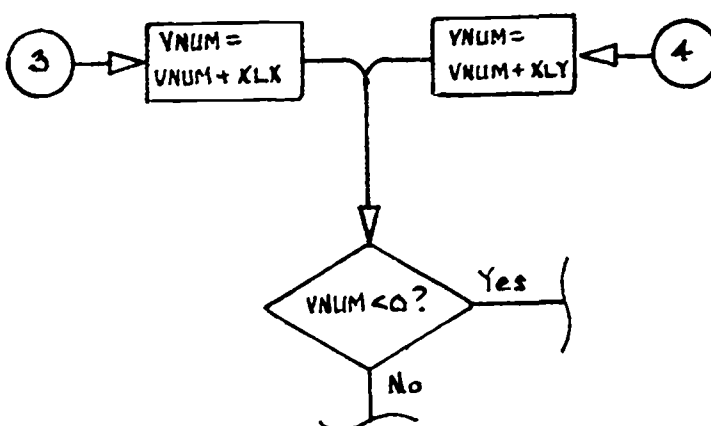 3
VNUM =
VNUM + XLX
VNUM =
VNUM + XLY
4
VNUM < 0?
Yes
No